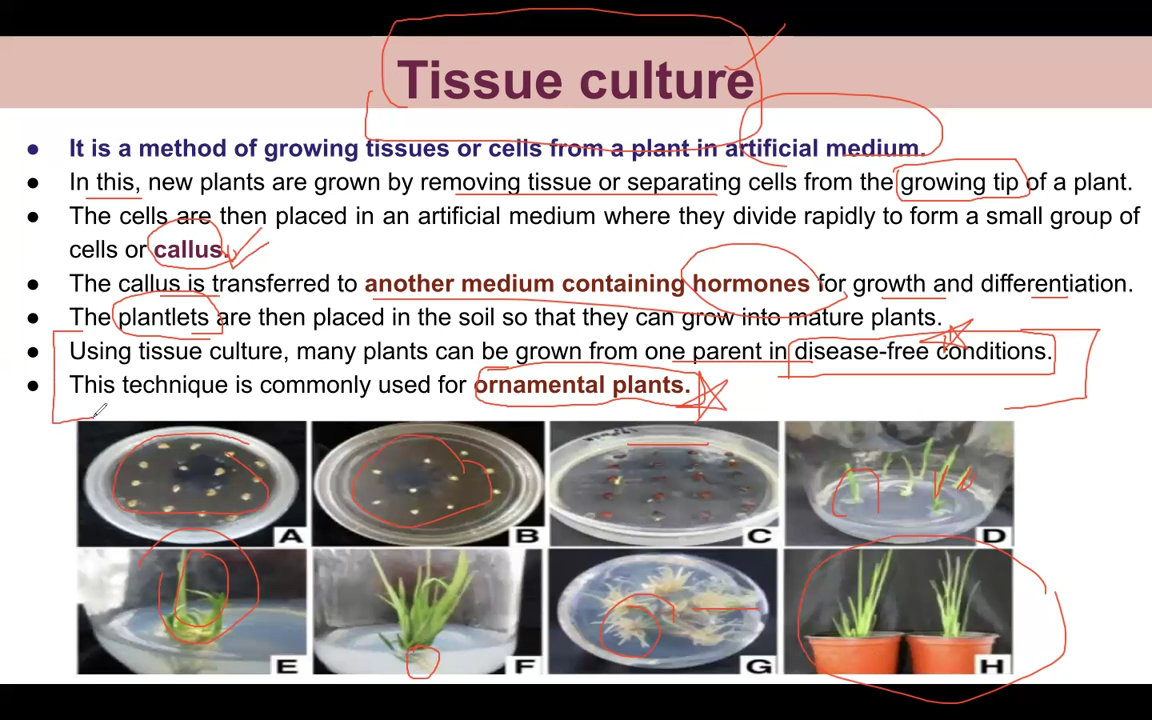 Tissue culture
● It is a method of growing tissues or cells from a plant in artificial medium.
● In this, new plants are grown by removing tissue or separating cells from the growing tip of a plant.
● The cells are then placed in an artificial medium where they divide rapidly to form a small group of
cells or callus.
● The callus is transferred to another medium containing hormones for growth and differentiation.
● The plantlets are then placed in the soil so that they can grow into mature plants.
● Using tissue culture, many plants can be grown from one parent in disease-free conditions.
● This technique is commonly used for ornamental plants.
A B C D
E F G H